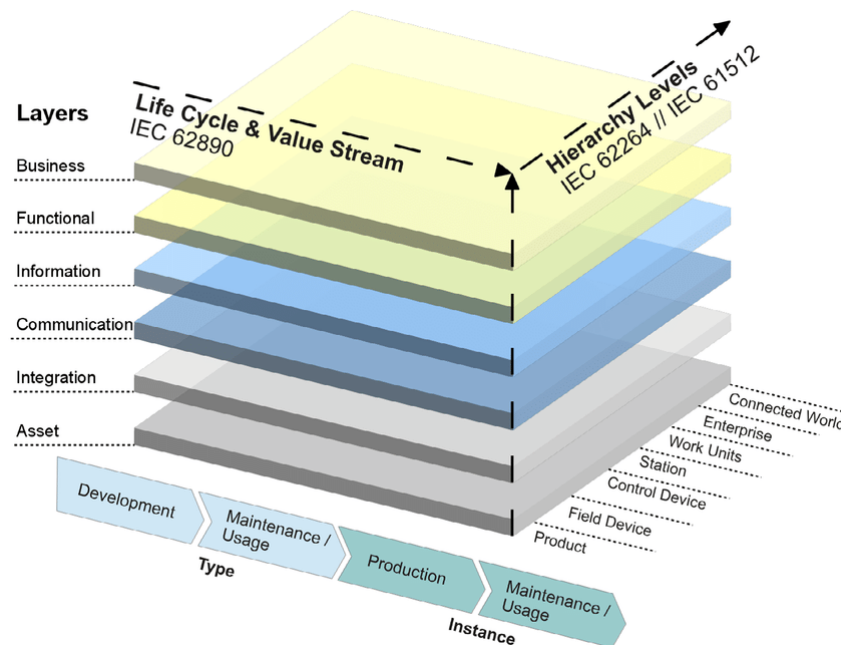 Layers
Life Cycle & Value Stream
IEC 62890
Hierarchy Levels
IEC 62264 // IEC 61512
Business
Functional
Information
Communication
Integration
Asset
Connected World
Enterprise
Work Units
Station
Control Device
Field Device
Product
Development
Maintenance /
Usage
Type
Production
Maintenance /
Usage
Instance